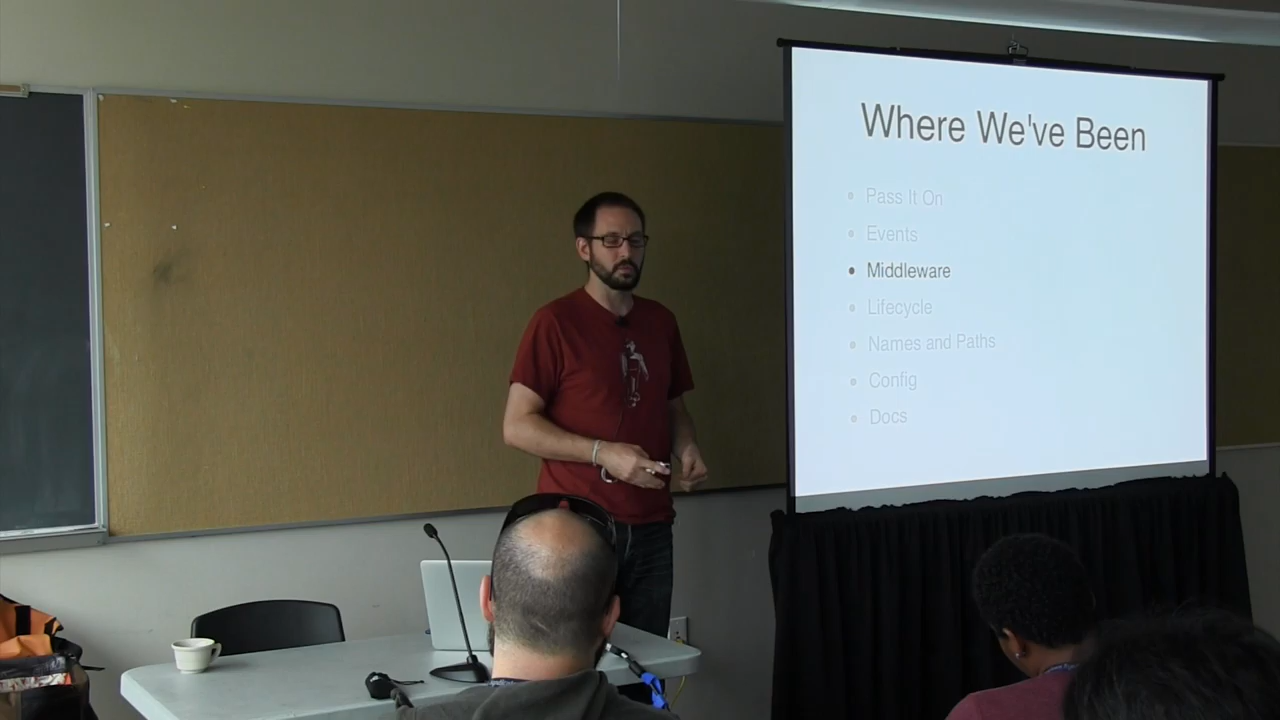 Where We've Been
Pass It On
Events
Middleware
Lifecycle
Names and Paths
Config
Docs